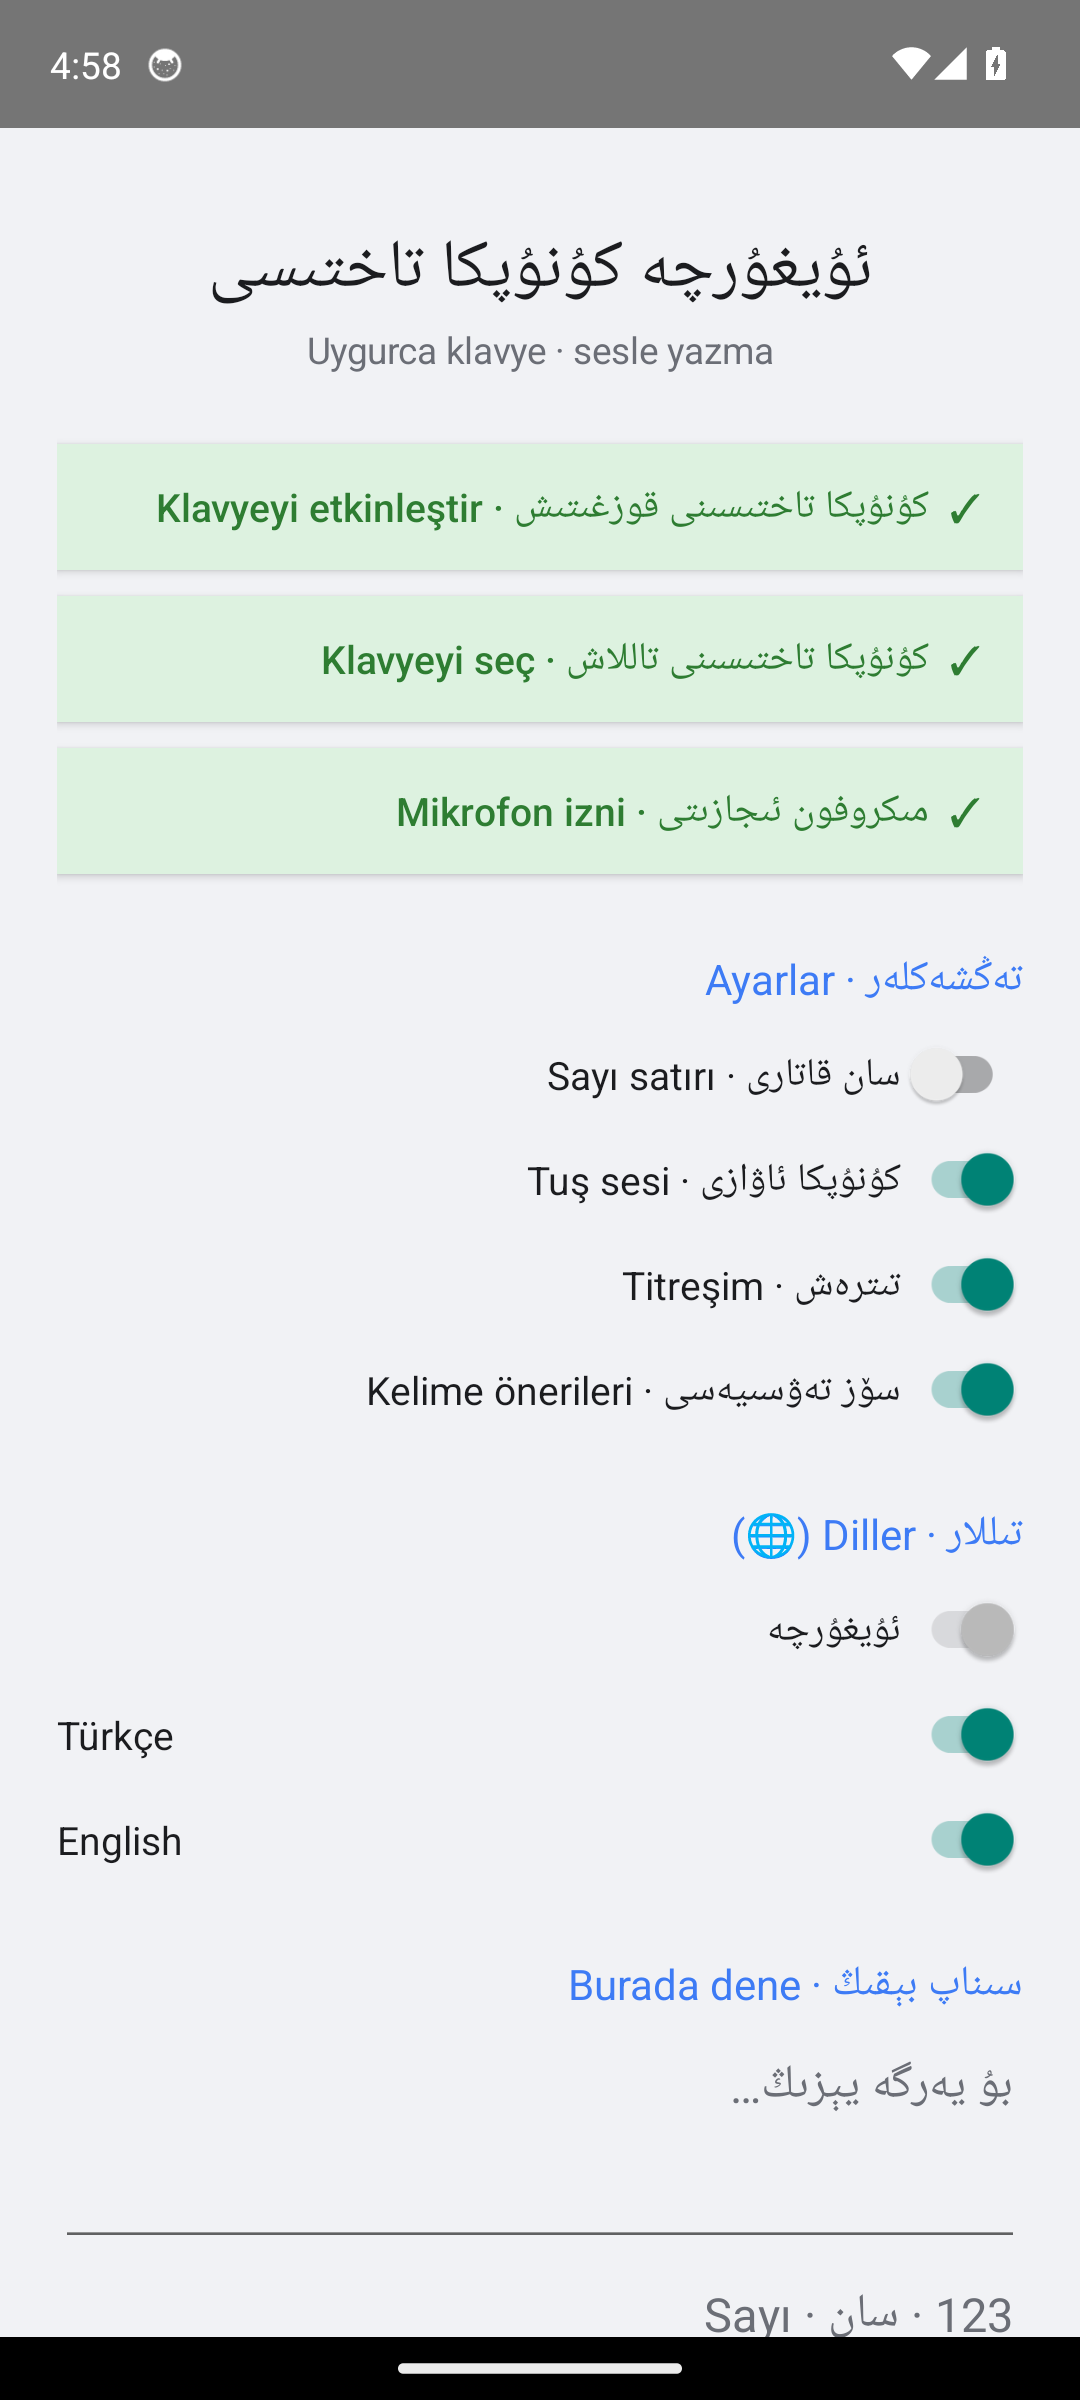 4:58
ئۇيغۇرچە كۇنۇپكا تاختىسى
Uygurca klavye · sesle yazma
✓ كۇنۇپكا تاختىسىنى قوزغىتىش · Klavyeyi etkinleştir
✓ كۇنۇپكا تاختىسىنى تاللاش · Klavyeyi seç
✓ مىكروفون ئىجازىتى · Mikrofon izni
تەڭشەكلەر · Ayarlar
سان قاتارى · Sayı satırı
كۇنۇپكا ئاۋازى · Tuş sesi
تىترەش · Titreşim
سۆز تەۋسىيەسى · Kelime önerileri
تىللار · Diller (🌐)
ئۇيغۇرچە
Türkçe
English
سىناپ بېقىڭ · Burada dene
بۇ يەرگە يېزىڭ…
123 · سان · Sayı